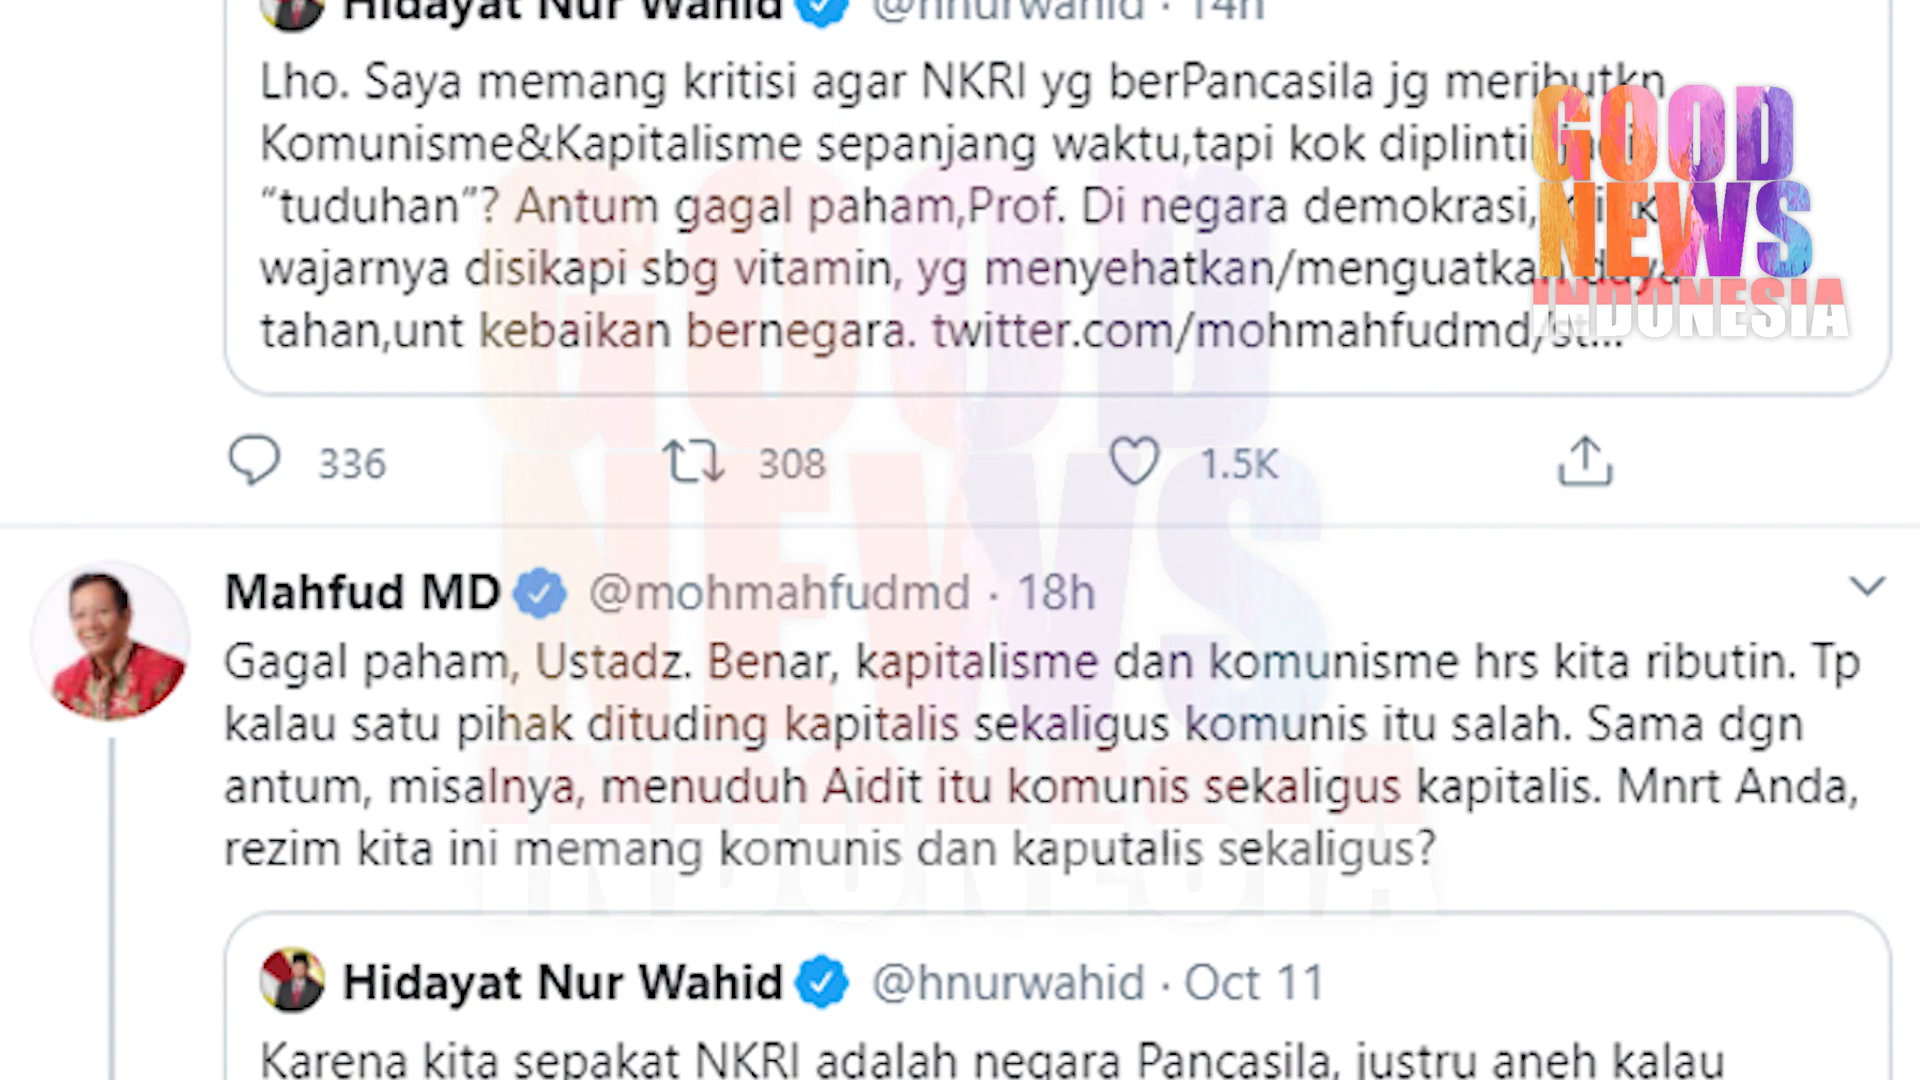 Hidayat Nur Wahid @hnurwahid · 14h
Lho. Saya memang kritisi agar NKRI yg berPancasila jg meributkn
Komunisme&Kapitalisme sepanjang waktu,tapi kok
“tuduhan”? Antum gagal paham,Prof. Di negara demokrasi,
wajarnya disikapi sbg vitamin, yg menyehatkan/menguatkan daya
tahan,unt kebaikan bernegara. twitter.com/mohmahfudmd/st...
GOOD
NEWS
INDONESIA
336 308 1.5K
Mahfud MD @mohmahfudmd · 18h
Gagal paham, Ustadz. Benar, kapitalisme dan komunisme hrs kita ributin. Tp
kalau satu pihak dituding kapitalis sekaligus komunis itu salah. Sama dgn
antum, misalnya, menuduh Aidit itu komunis sekaligus kapitalis. Mnrt Anda,
rezim kita ini memang komunis dan kaputalis sekaligus?
GOOD
NEWS
INDONESIA
Hidayat Nur Wahid @hnurwahid · Oct 11
Karena kita sepakat NKRI adalah negara Pancasila, justru aneh kalau